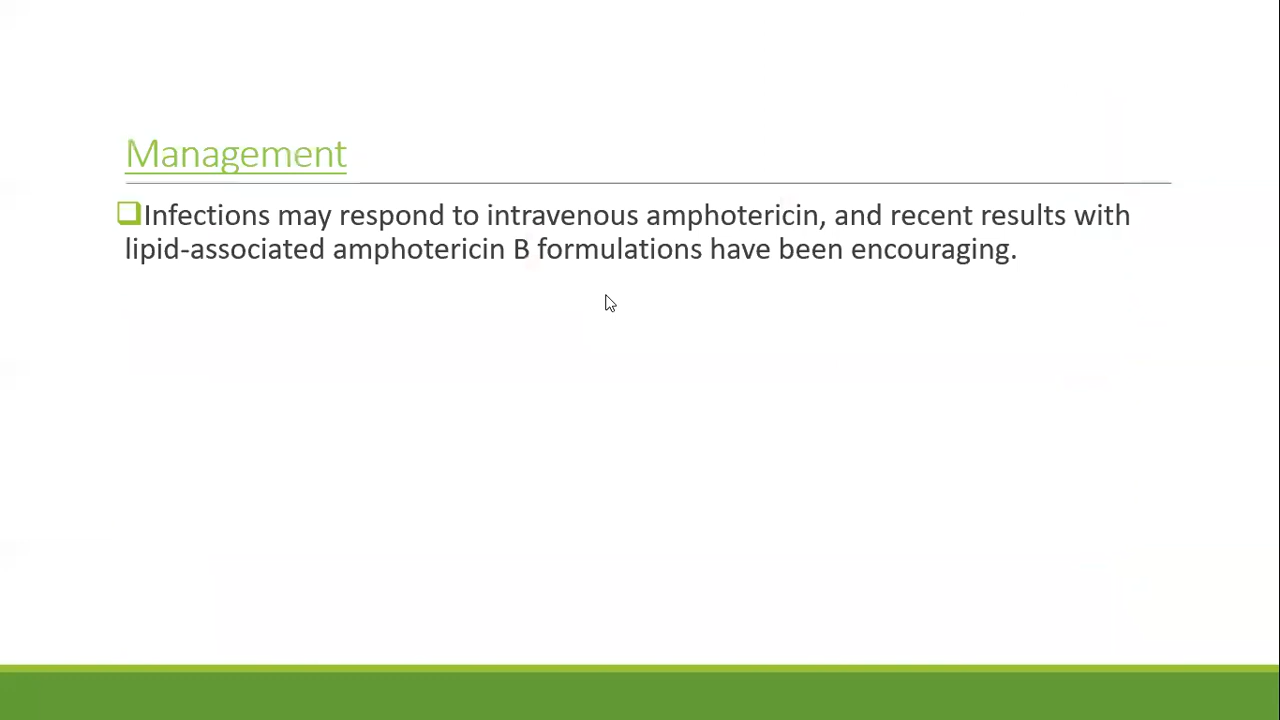 Management
Infections may respond to intravenous amphotericin, and recent results with
lipid-associated amphotericin B formulations have been encouraging.